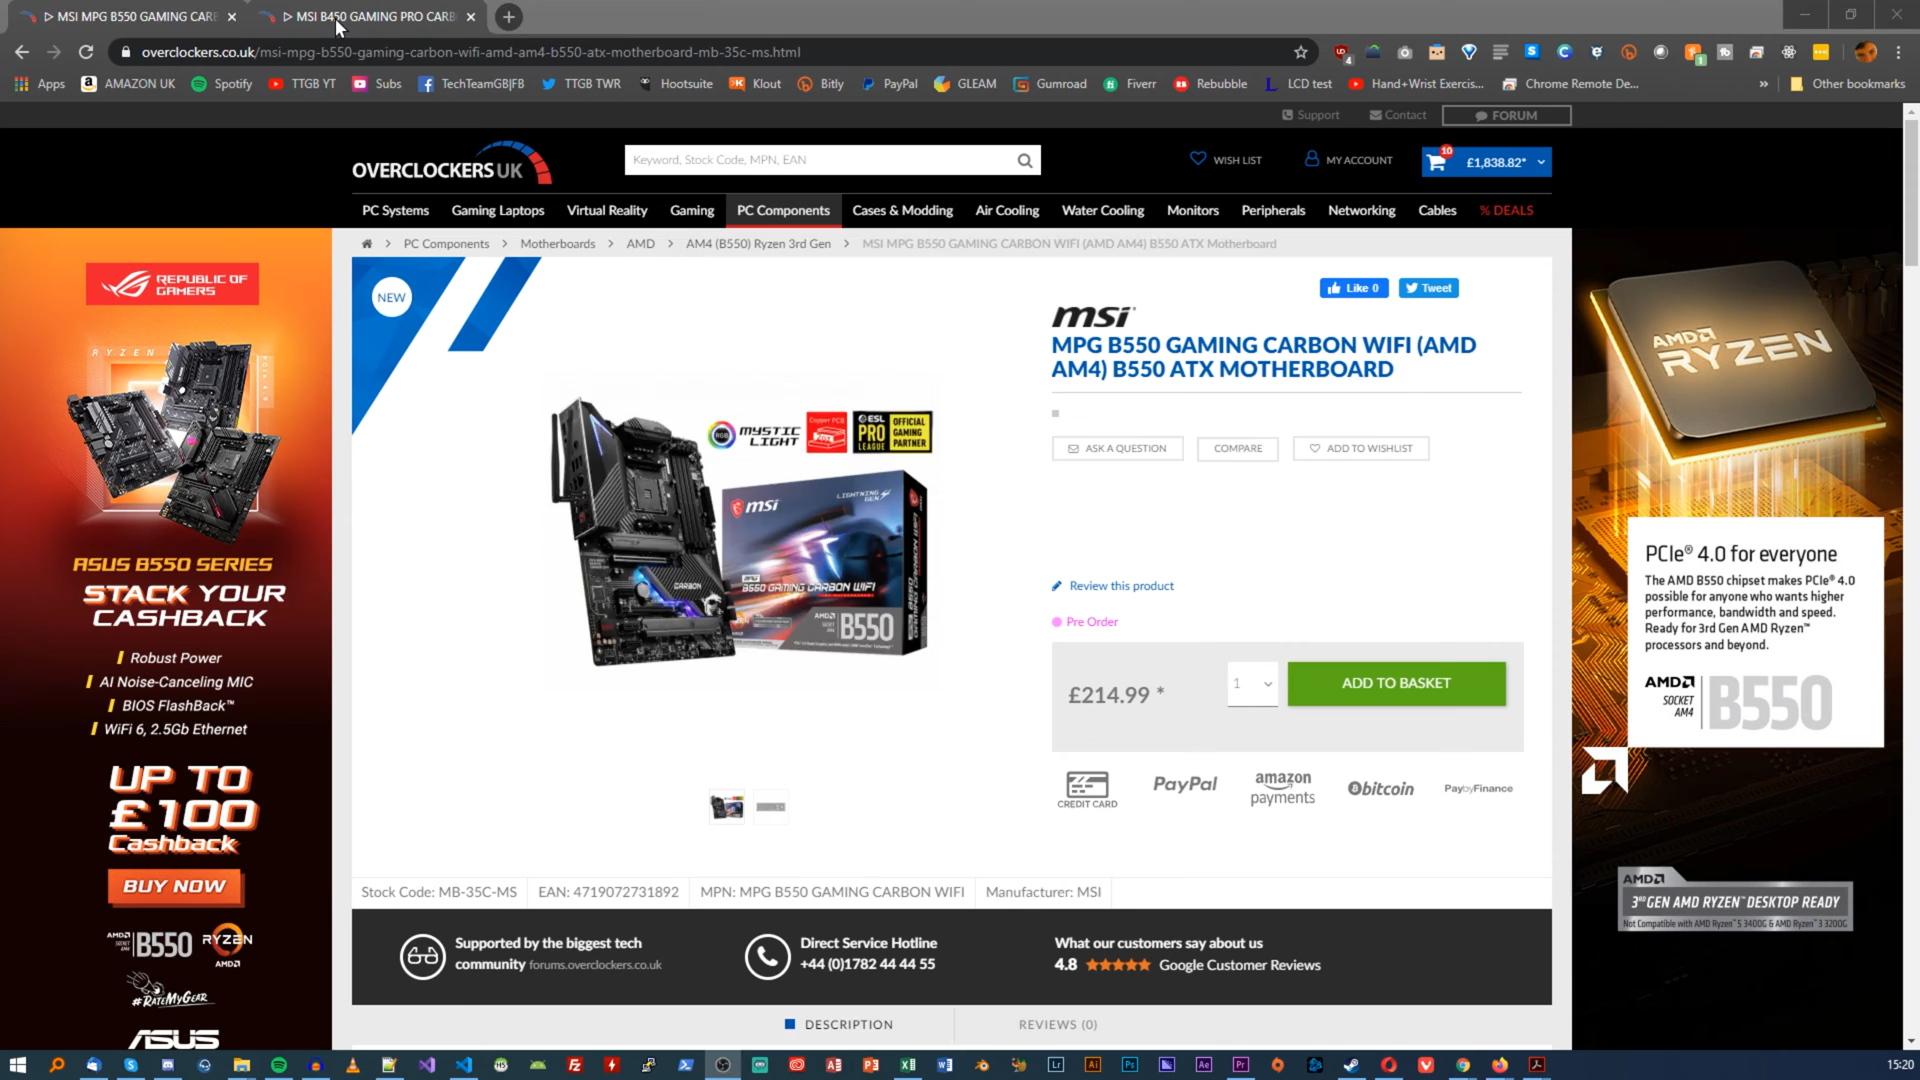 MSI MPG B550 GAMING CARB
MSI B450 GAMING PRO CARB
overclockers.co.uk/msi-mpg-b550-gaming-carbon-wifi-amd-am4-b550-atx-motherboard-mb-35c-ms.html
Apps
AMAZON UK
Spotify
TTGB YT
Subs
TechTeamGB|FB
TTGB TWR
Hootsuite
Klout
Bitly
PayPal
GLEAM
Gumroad
Fiverr
Rebubble
LCD test
Hand+Wrist Exercis...
Chrome Remote De...
»
Other bookmarks
Support
Contact
FORUM
OVERCLOCKERS UK
Keyword, Stock Code, MPN, EAN
WISH LIST
MY ACCOUNT
10
£1,838.82*
PC Systems
Gaming Laptops
Virtual Reality
Gaming
PC Components
Cases & Modding
Air Cooling
Water Cooling
Monitors
Peripherals
Networking
Cables
% DEALS
PC Components > Motherboards > AMD > AM4 (B550) Ryzen 3rd Gen > MSI MPG B550 GAMING CARBON WIFI (AMD AM4) B550 ATX Motherboard
REPUBLIC OF
GAMERS
RYZEN
ASUS B550 SERIES
STACK YOUR
CASHBACK
Robust Power
AI Noise-Canceling MIC
BIOS FlashBack™
WiFi 6, 2.5Gb Ethernet
UP TO
£100
Cashback
BUY NOW
AMD
SOCKET
AM4
B550
RYZEN
AMD
#RATEMYGEAR
ASUS
NEW
MYSTIC
LIGHT
Copper PCB
ESL
PRO
LEAGUE
OFFICIAL
GAMING
PARTNER
msi
LIGHTNING
GEN4
CARBON
MPG
B550 GAMING CARBON WIFI
AMD
SOCKET
AM4
B550
Like 0
Tweet
msi
MPG B550 GAMING CARBON WIFI (AMD
AM4) B550 ATX MOTHERBOARD
ASK A QUESTION
COMPARE
ADD TO WISHLIST
Review this product
Pre Order
£214.99 *
1
ADD TO BASKET
CREDIT CARD
PayPal
amazon
payments
bitcoin
PaybyFinance
Stock Code: MB-35C-MS
EAN: 4719072731892
MPN: MPG B550 GAMING CARBON WIFI
Manufacturer: MSI
Supported by the biggest tech
community forums.overclockers.co.uk
Direct Service Hotline
+44 (0)1782 44 44 55
What our customers say about us
4.8 ★★★★★ Google Customer Reviews
DESCRIPTION
REVIEWS (0)
AMD
RYZEN
PCIe® 4.0 for everyone
The AMD B550 chipset makes PCIe® 4.0
possible for anyone who wants higher
performance, bandwidth and speed.
Ready for 3rd Gen AMD Ryzen™
processors and beyond.
AMD
SOCKET
AM4
B550
AMD
3RD GEN AMD RYZEN™ DESKTOP READY
Not Compatible with AMD Ryzen™ 5 3400G & AMD Ryzen™ 3 3200G
15:20